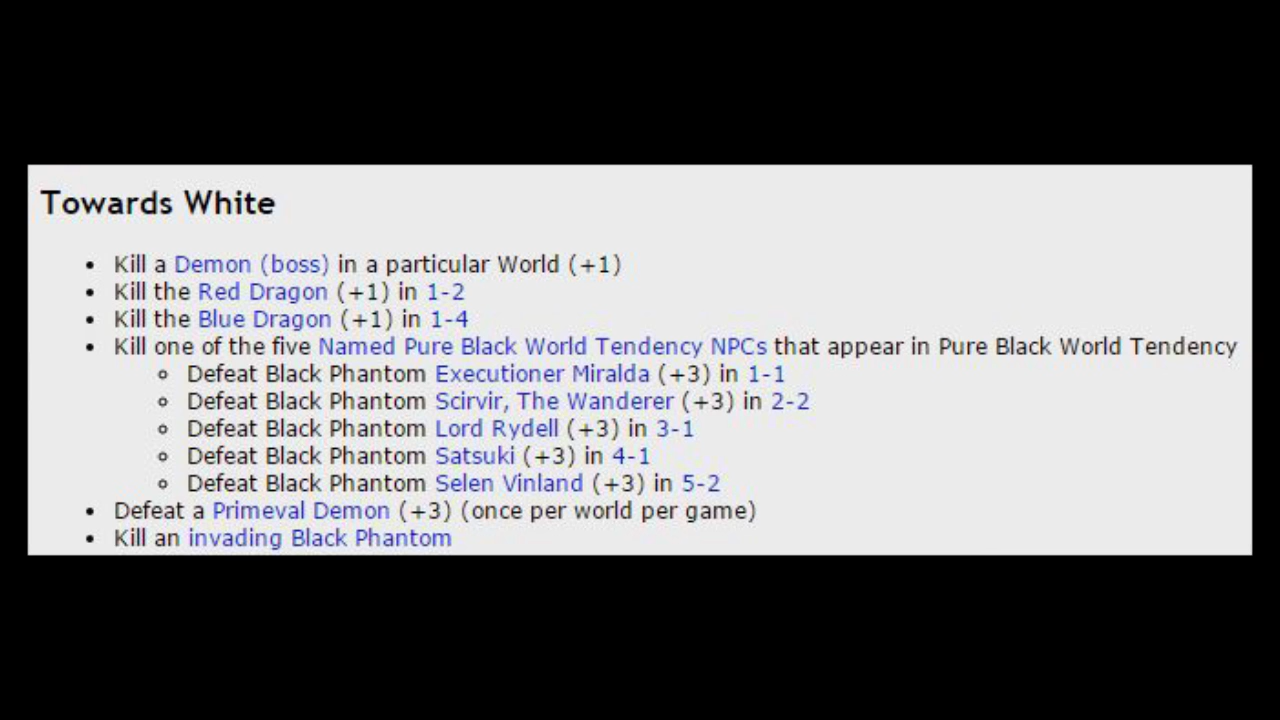 Towards White
• Kill a Demon (boss) in a particular World (+1)
• Kill the Red Dragon (+1) in 1-2
• Kill the Blue Dragon (+1) in 1-4
• Kill one of the five Named Pure Black World Tendency NPCs that appear in Pure Black World Tendency
◦ Defeat Black Phantom Executioner Miralda (+3) in 1-1
◦ Defeat Black Phantom Scirvir, The Wanderer (+3) in 2-2
◦ Defeat Black Phantom Lord Rydell (+3) in 3-1
◦ Defeat Black Phantom Satsuki (+3) in 4-1
◦ Defeat Black Phantom Selen Vinland (+3) in 5-2
• Defeat a Primeval Demon (+3) (once per world per game)
• Kill an invading Black Phantom